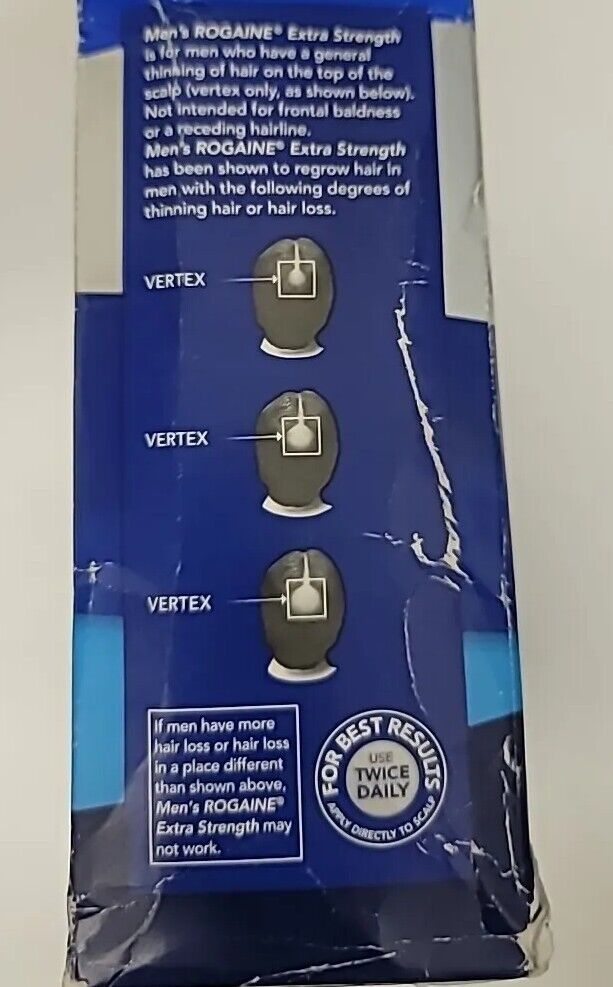 Men's ROGAINE® Extra Strength
is for men who have a general
thinning of hair on the top of the
scalp (vertex only, as shown below).
Not intended for frontal baldness
or a receding hairline.
Men's ROGAINE® Extra Strength
has been shown to regrow hair in
men with the following degrees of
thinning hair or hair loss.
VERTEX
VERTEX
VERTEX
If men have more
hair loss or hair loss
in a place different
than shown above,
Men's ROGAINE®
Extra Strength may
not work.
FOR BEST RESULTS
USE
TWICE
DAILY
APPLY DIRECTLY TO SCALP